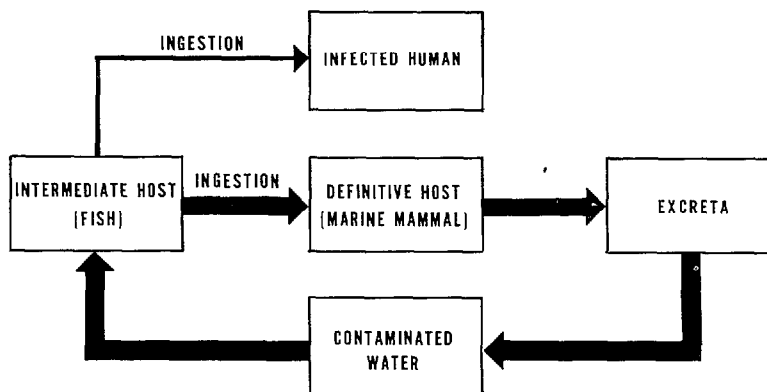 INGESTION
INFECTED HUMAN
INTERMEDIATE HOST
(FISH)
INGESTION
DEFINITIVE HOST
(MARINE MAMMAL)
EXCRETA
CONTAMINATED
WATER